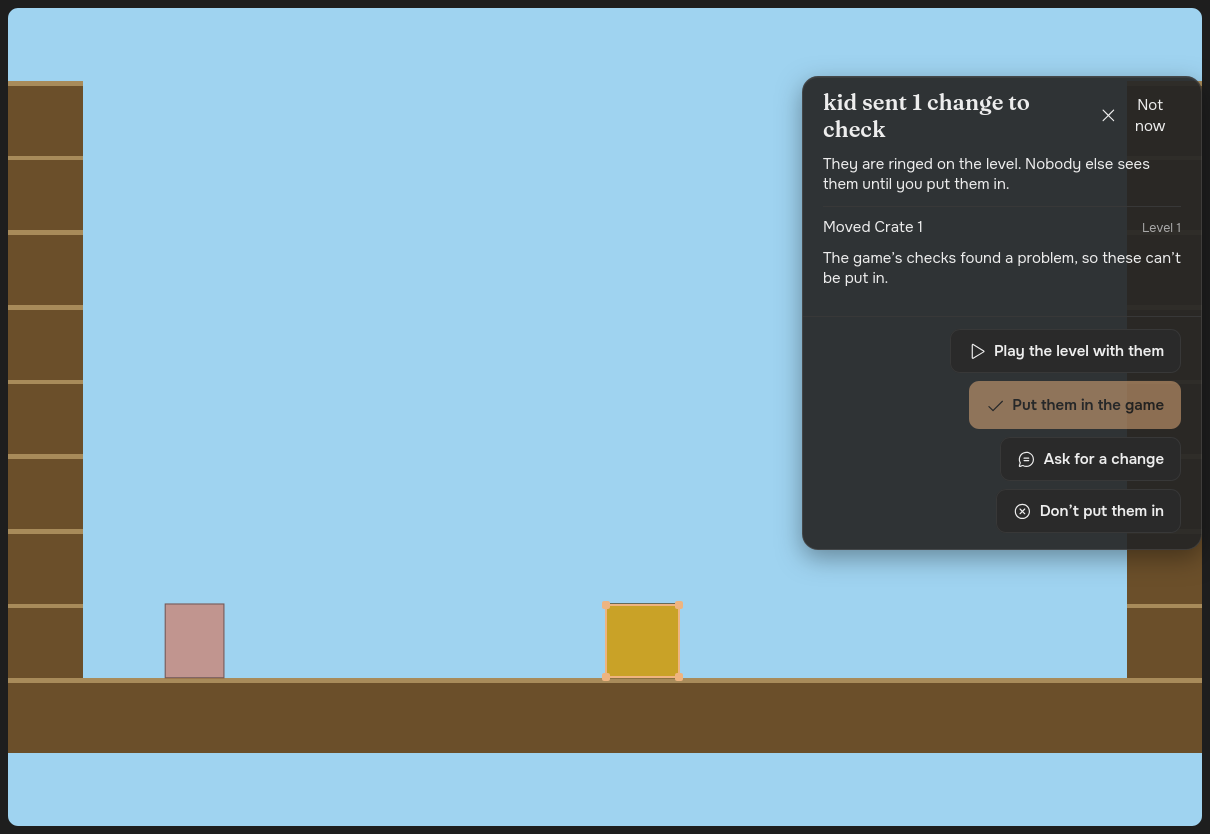 kid sent 1 change to
check
Not
now
They are ringed on the level. Nobody else sees
them until you put them in.
Moved Crate 1
Level 1
The game’s checks found a problem, so these can’t
be put in.
Play the level with them
Put them in the game
Ask for a change
Don’t put them in